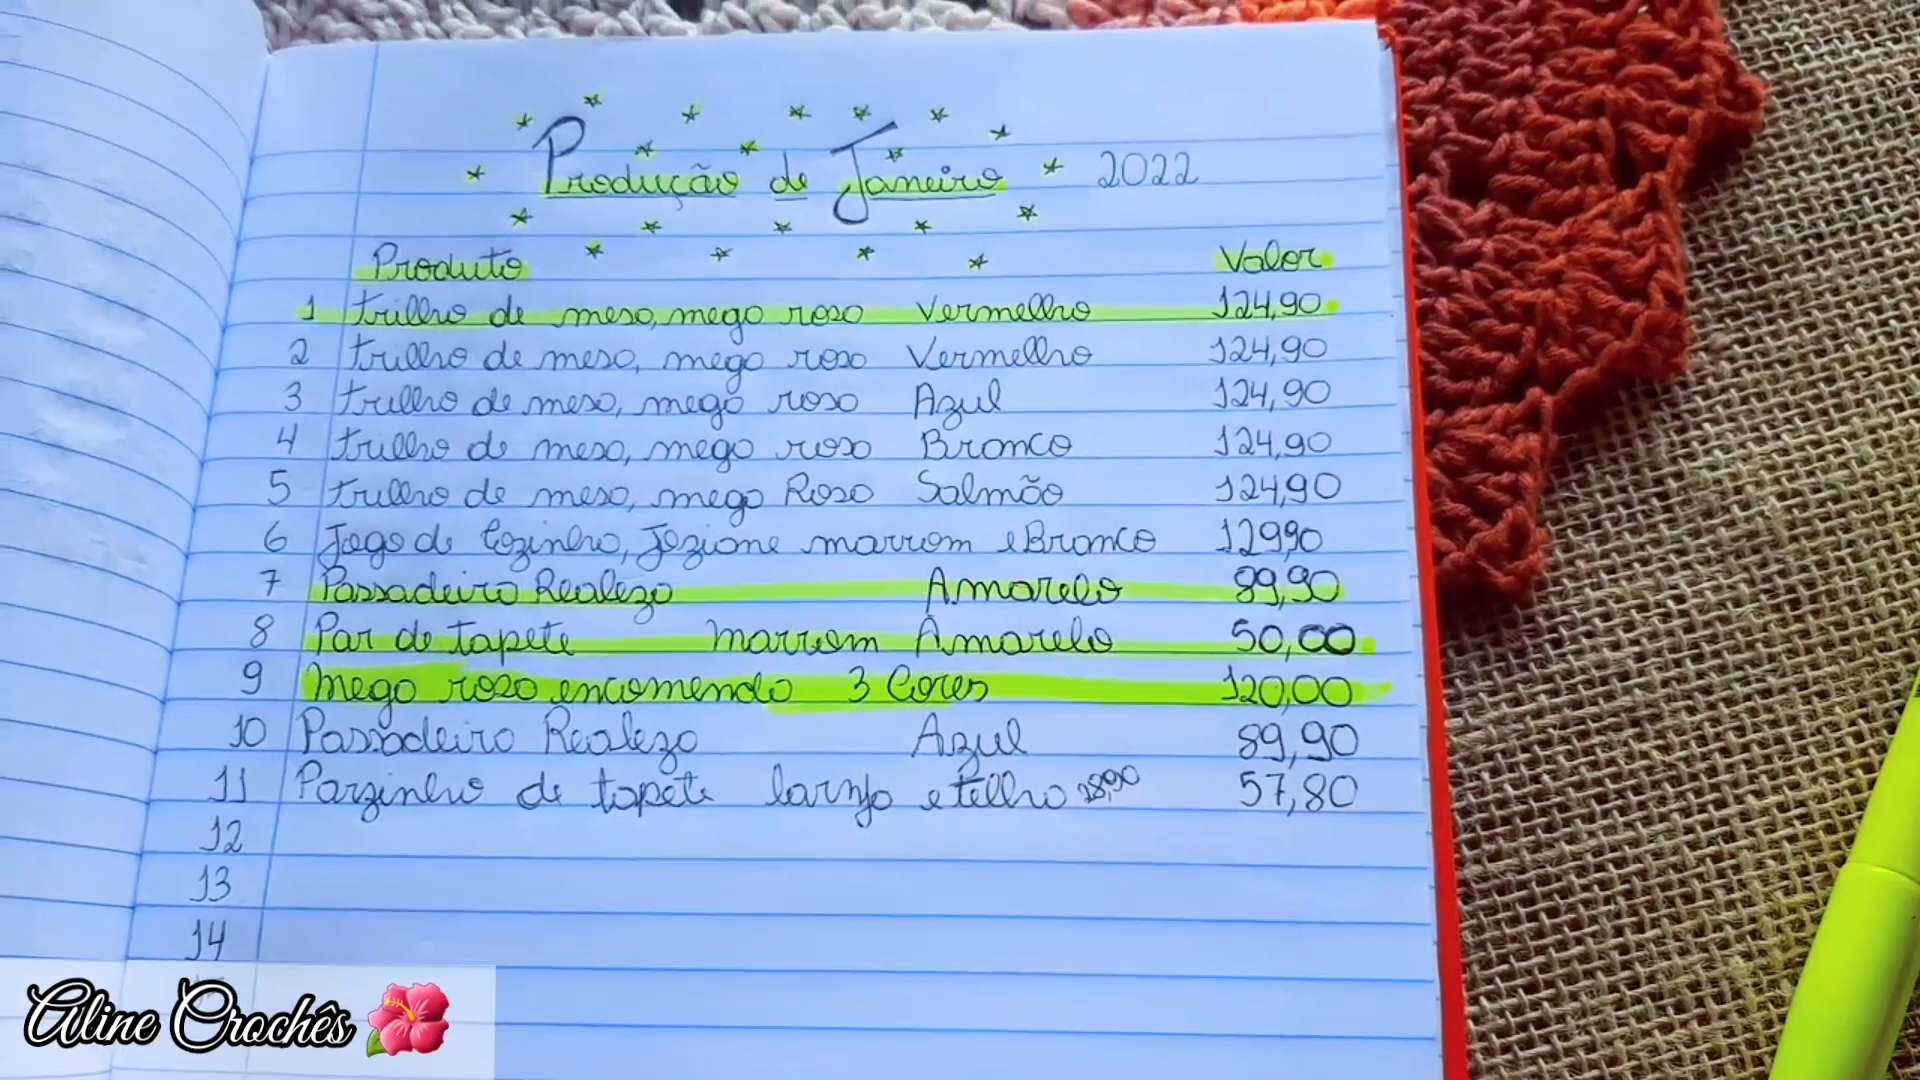 Produção de Janeiro 2022
Produto Valor
1 trilho de mesa, mega rosa Vermelho 124,90
2 trilho de mesa, mega rosa Vermelho 124,90
3 trilho de mesa, mega rosa Azul 124,90
4 trilho de mesa, mega rosa Branco 124,90
5 trilho de mesa, mega Rosa Salmão 124,90
6 Jogo de Cozinha, Joziane marrom e Branco 129,90
7 Passadeira Realeza Amarelo 89,90
8 Par de tapete marrom Amarelo 50,00
9 Mega rosa encomenda 3 Cores 120,00
10 Passadeira Realeza Azul 89,90
11 Parzinho de tapete larnja e telha 28,90 57,80
12
13
14
Aline Crochês